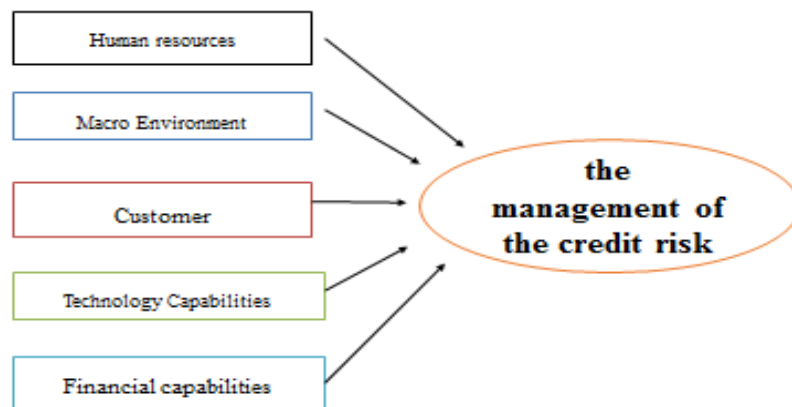 Human resources
Macro Environment
Customer
Technology Capabilities
Financial capabilities
the
management of
the credit risk